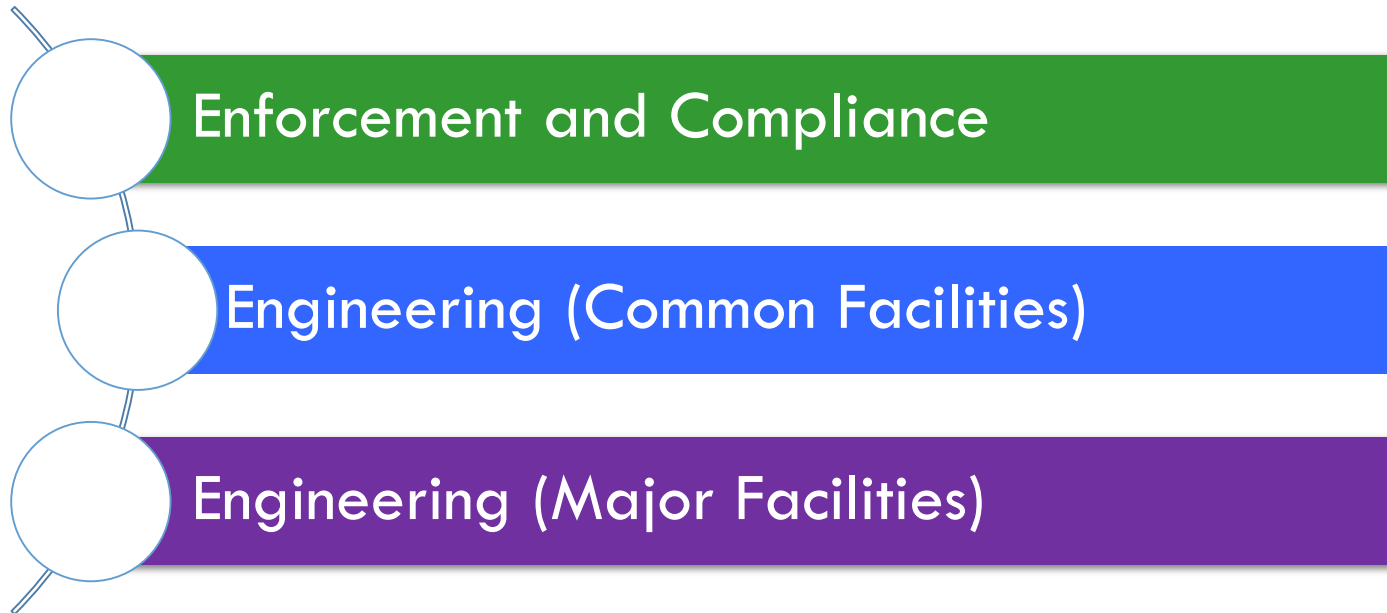 Enforcement and Compliance
Engineering (Common Facilities)
Engineering (Major Facilities)